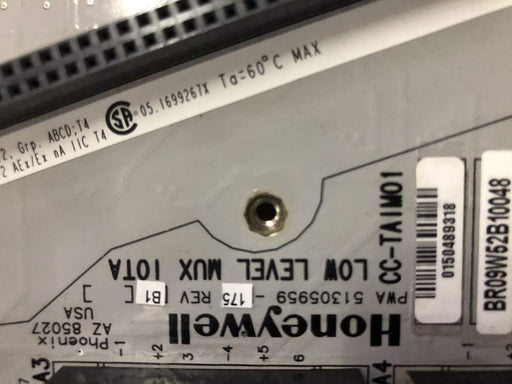 2, Grp. ABCD;T4
2 AEx/Ex nA IIC T4
SA ® 05.1699267X Ta=60°C MAX
Honeywell
PWA 51305959 - 175 REV [B1] [ ]
LOW LEVEL MUX IOTA
CC-TAIM01
Phoenix
AZ 85027
USA
0150489318
BR09W52B10048
A3
-1
+2
3
-4
+5
6
A4
-1
+2